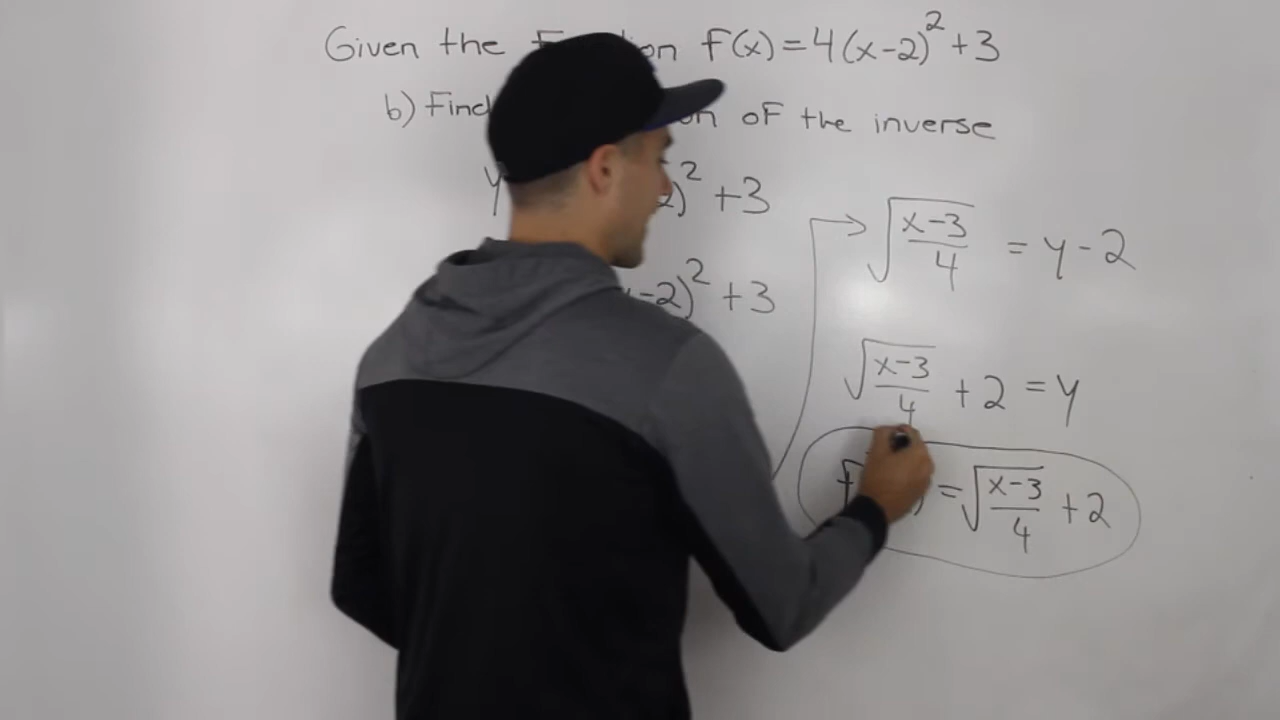 Given the on f(x)=4(x-2)²+3
b) Find of the inverse
y )²+3
-2)²+3
√((x-3)/4) = y-2
√((x-3)/4) +2 = y
f = √((x-3)/4) +2